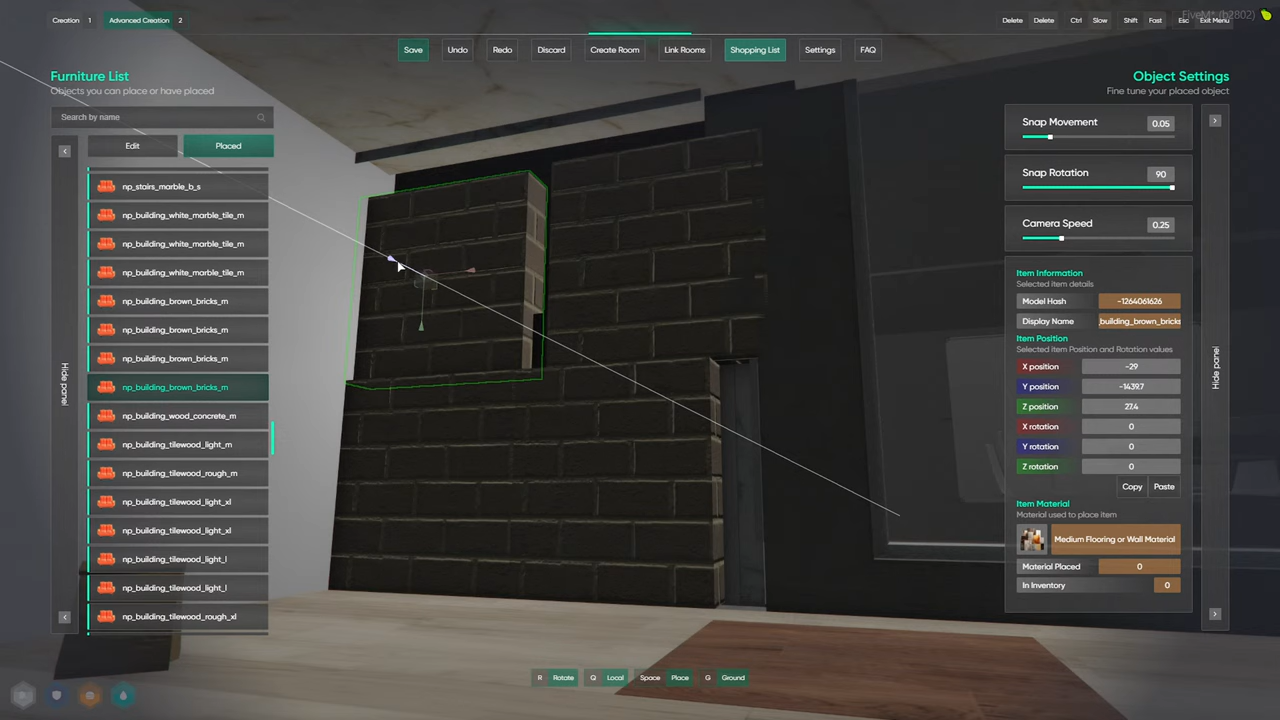 Creation 1 Advanced Creation 2
Delete Delete Ctrl Slow Shift Fast Esc Exit Menu
FiveM* (b2802)
Save Undo Redo Discard Create Room Link Rooms Shopping List Settings FAQ
Furniture List
Objects you can place or have placed
Search by name
Edit Placed
np_stairs_marble_b_s
np_building_white_marble_tile_m
np_building_white_marble_tile_m
np_building_white_marble_tile_m
np_building_brown_bricks_m
np_building_brown_bricks_m
np_building_brown_bricks_m
np_building_brown_bricks_m
np_building_wood_concrete_m
np_building_tilewood_light_m
np_building_tilewood_rough_m
np_building_tilewood_light_xl
np_building_tilewood_light_xl
np_building_tilewood_light_l
np_building_tilewood_light_l
np_building_tilewood_rough_xl
Hide panel
Object Settings
Fine tune your placed object
Snap Movement 0.05
Snap Rotation 90
Camera Speed 0.25
Item Information
Selected item details
Model Hash -1264061626
Display Name building_brown_bricks
Item Position
Selected item Position and Rotation values
X position -29
Y position -1439.7
Z position 27.4
X rotation 0
Y rotation 0
Z rotation 0
Copy Paste
Item Material
Material used to place item
Medium Flooring or Wall Material
Material Placed 0
In Inventory 0
Hide panel
R Rotate Q Local Space Place G Ground